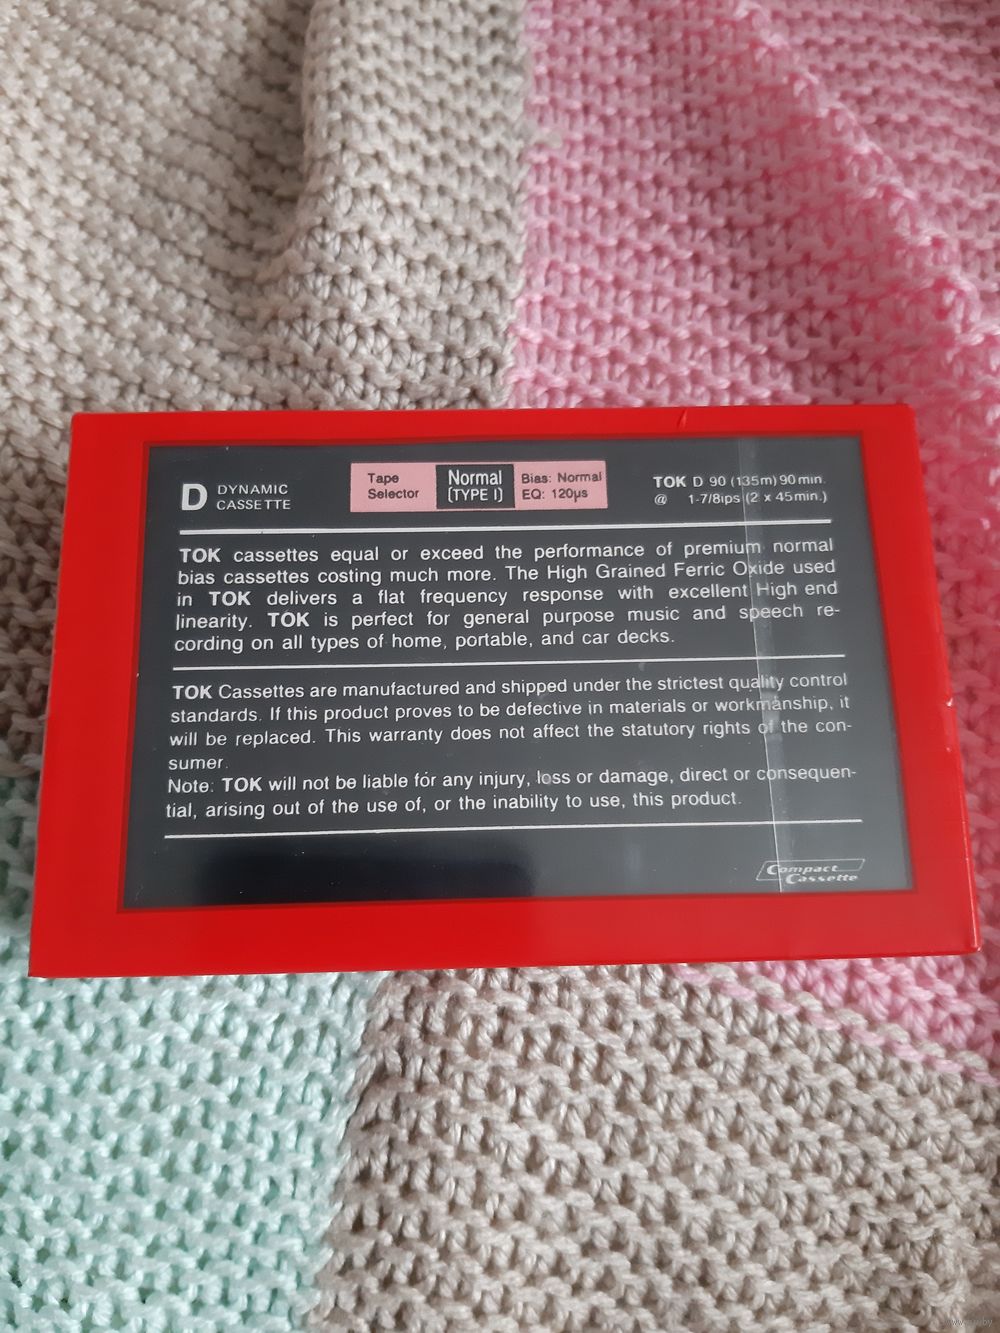 D DYNAMIC CASSETTE
Tape Selector
Normal (TYPE I)
Bias: Normal
EQ: 120µs
TOK D 90 (135m) 90 min.
@ 1-7/8ips (2 x 45min.)
TOK cassettes equal or exceed the performance of premium normal
bias cassettes costing much more. The High Grained Ferric Oxide used
in TOK delivers a flat frequency response with excellent High end
linearity. TOK is perfect for general purpose music and speech re-
cording on all types of home, portable, and car decks.
TOK Cassettes are manufactured and shipped under the strictest quality control
standards. If this product proves to be defective in materials or workmanship, it
will be replaced. This warranty does not affect the statutory rights of the con-
sumer.
Note: TOK will not be liable for any injury, loss or damage, direct or consequen-
tial, arising out of the use of, or the inability to use, this product.
Compact
Cassette